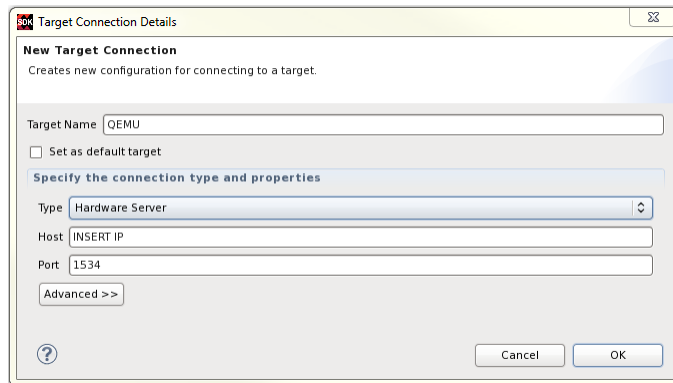 SDK Target Connection Details
New Target Connection
Creates new configuration for connecting to a target.
Target Name QEMU
Set as default target
Specify the connection type and properties
Type Hardware Server
Host INSERT IP
Port 1534
Advanced >>
? Cancel OK